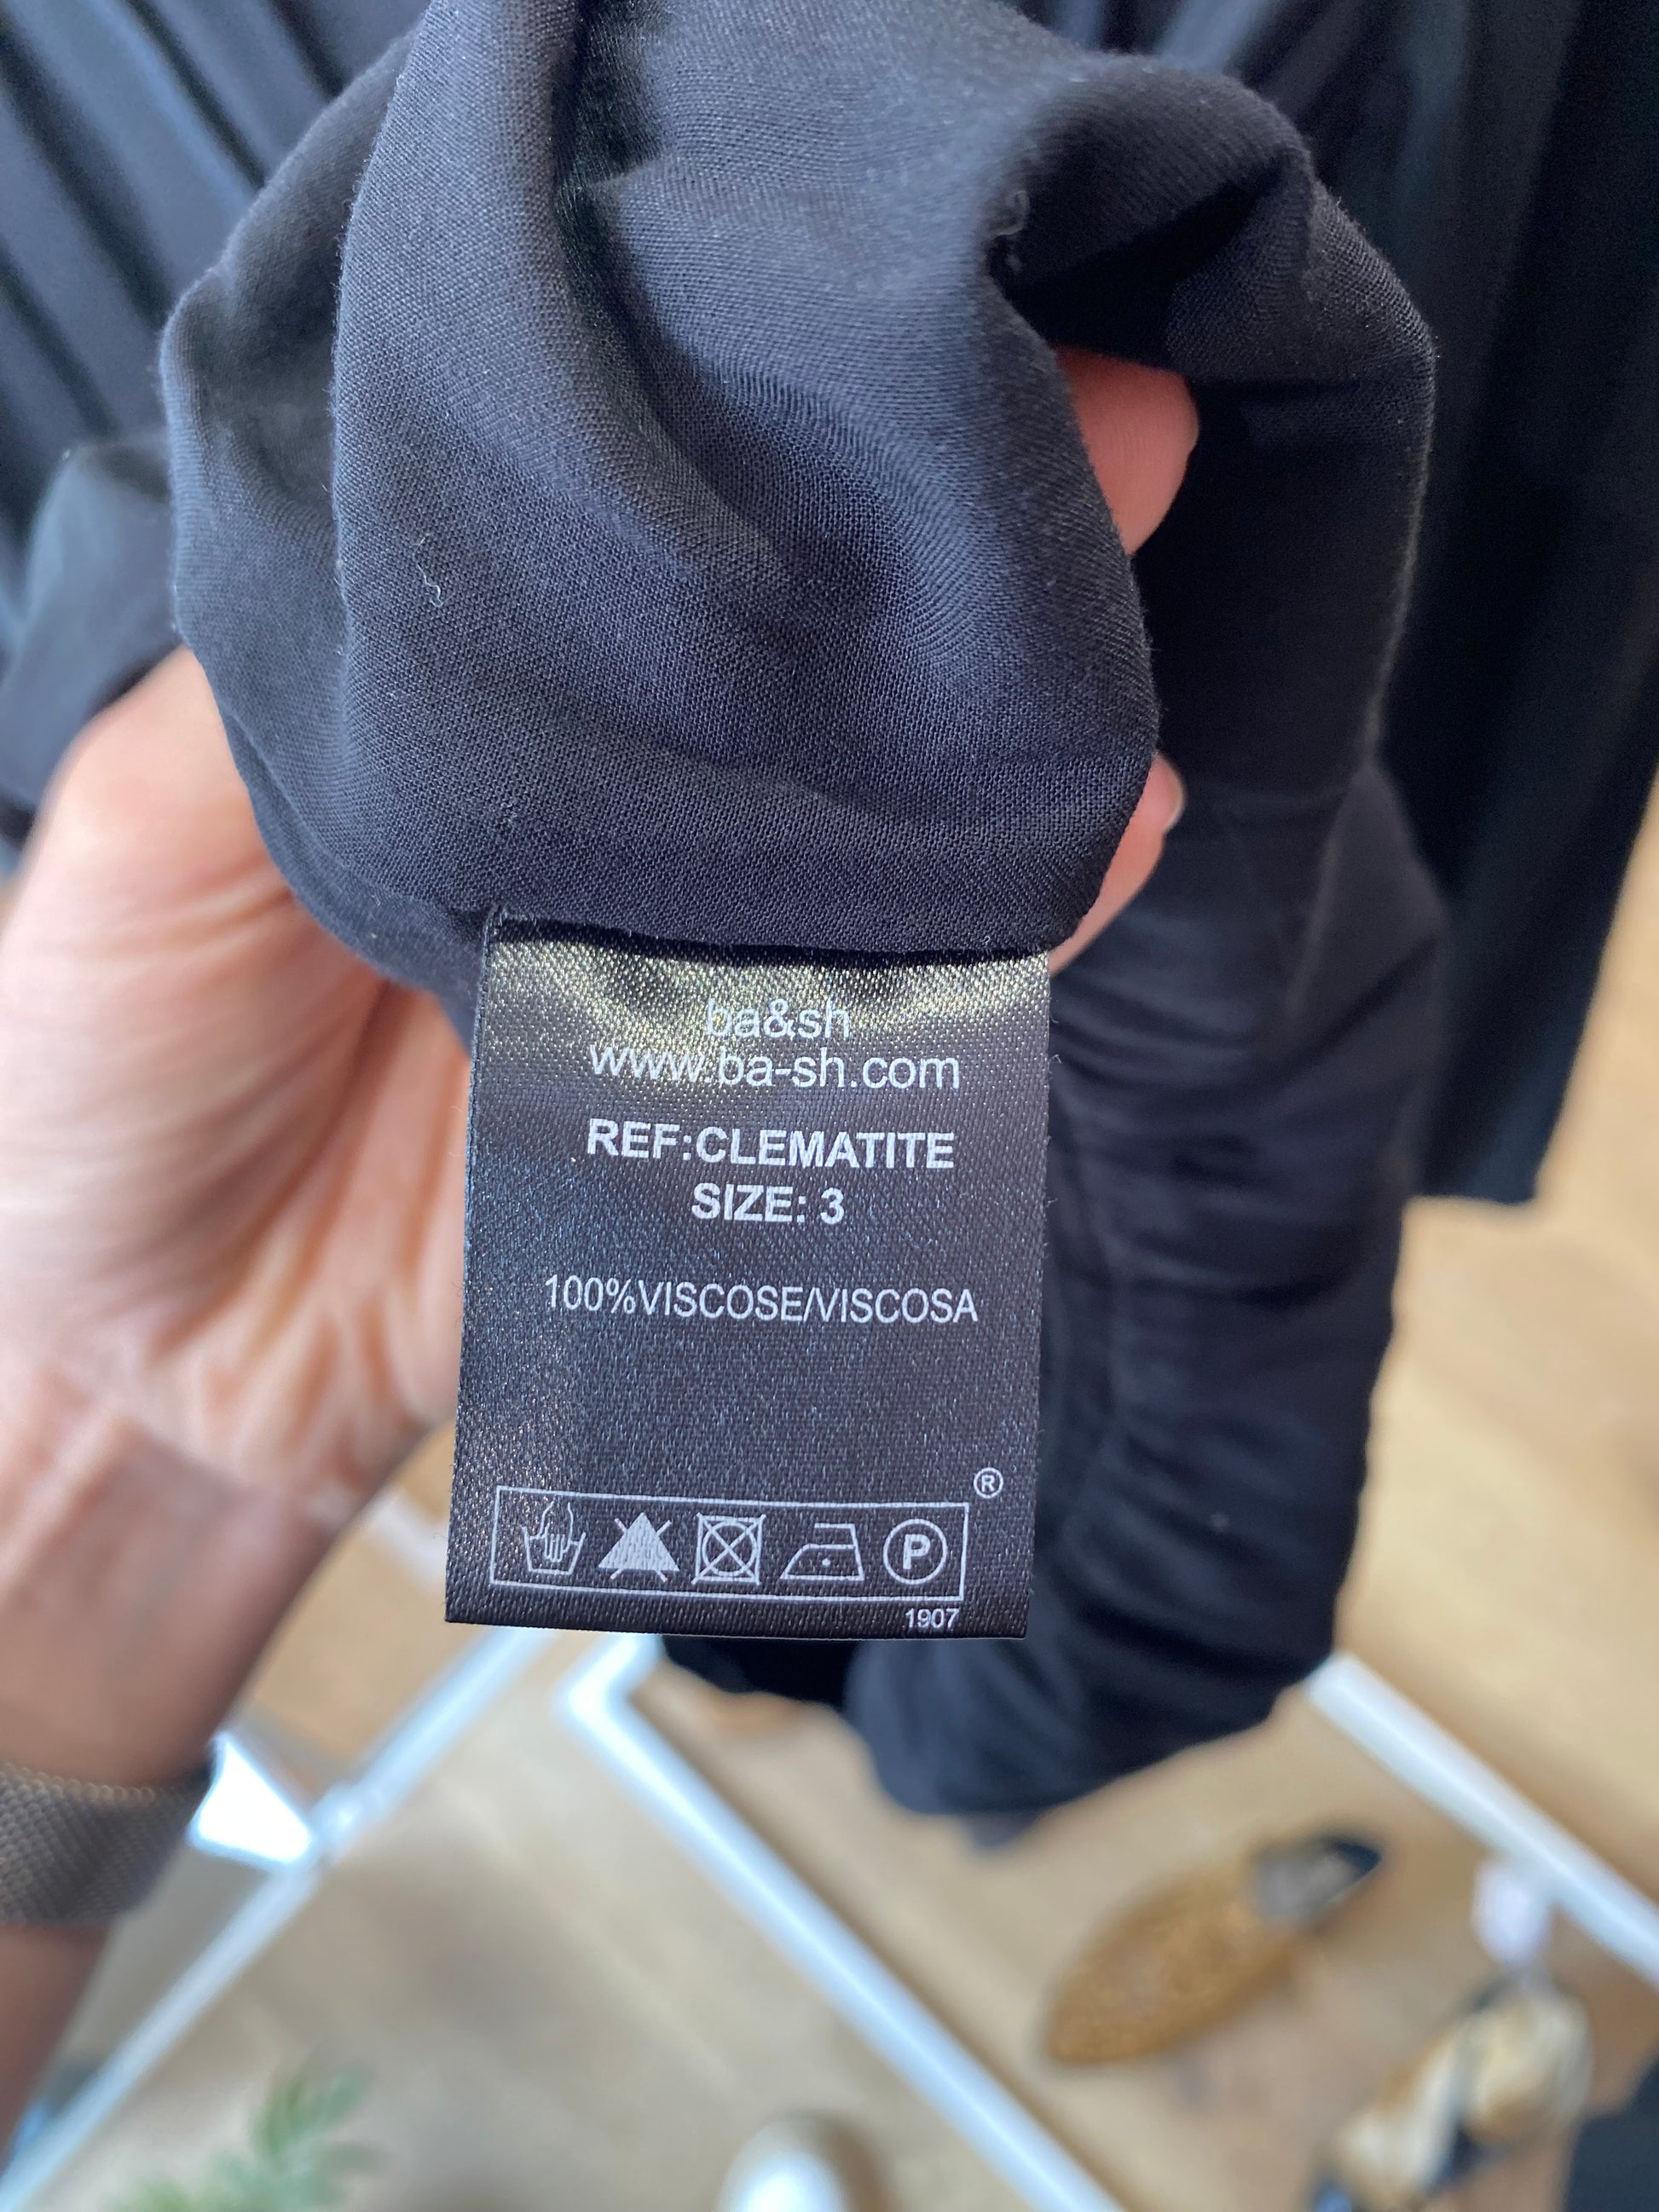 ba&sh
www.ba-sh.com
REF:CLEMATITE
SIZE: 3
100%VISCOSE/VISCOSA
®
P
1907